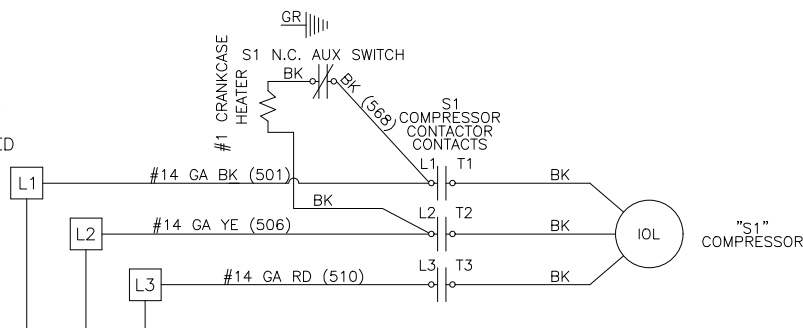 GR
S1 N.C. AUX SWITCH
BK
BK (568)
#1 CRANKCASE
HEATER
S1
COMPRESSOR
CONTACTOR
CONTACTS
ED
L1
#14 GA BK (501)
L1 T1
BK
BK
L2
#14 GA YE (506)
L2 T2
BK
IOL
"S1"
COMPRESSOR
L3
#14 GA RD (510)
L3 T3
BK